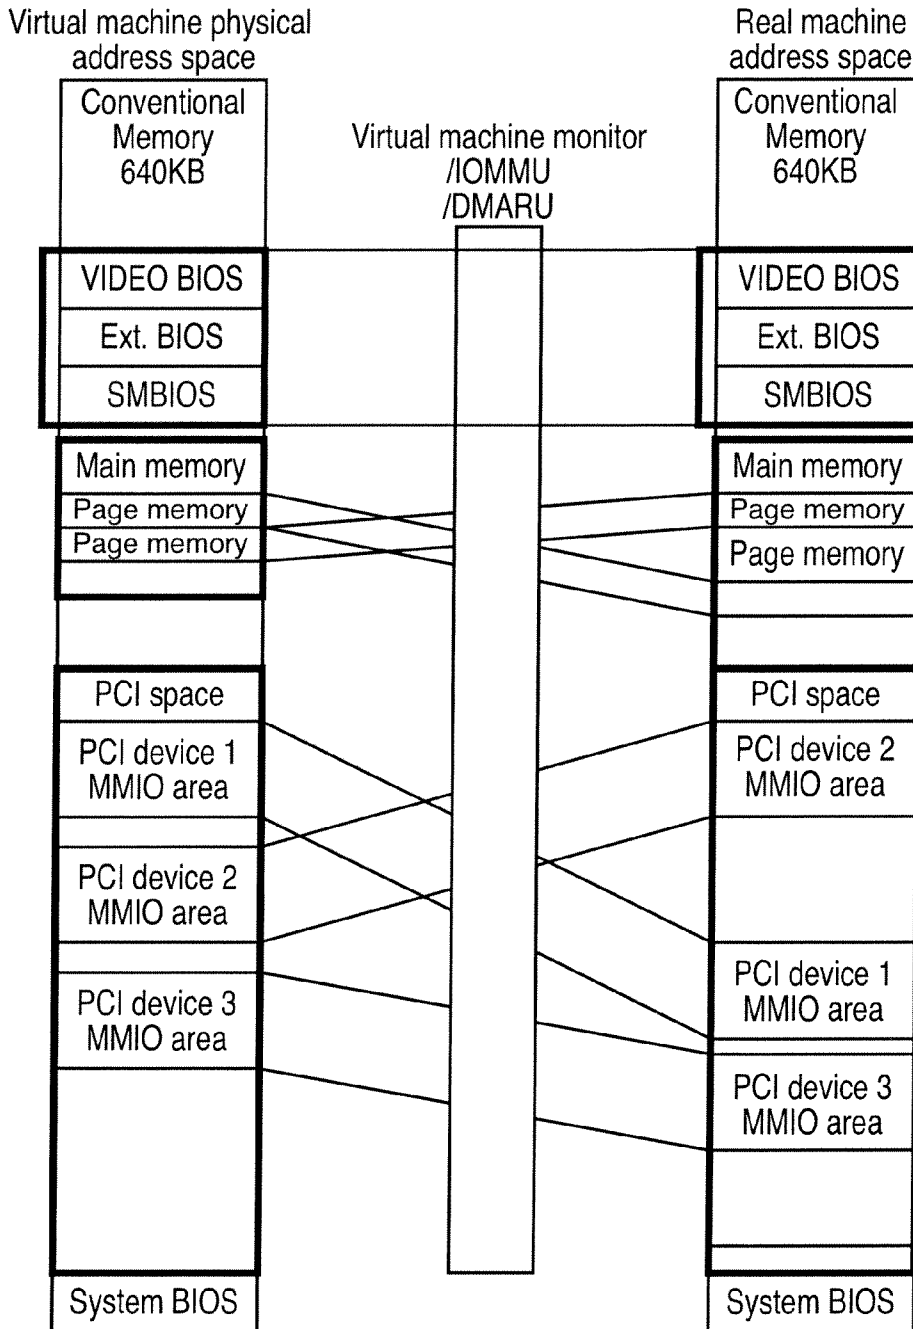 Virtual machine physical
address space
Real machine
address space
Conventional
Memory
640KB
Virtual machine monitor
/IOMMU
/DMARU
Conventional
Memory
640KB
VIDEO BIOS
Ext. BIOS
SMBIOS
VIDEO BIOS
Ext. BIOS
SMBIOS
Main memory
Page memory
Page memory
Main memory
Page memory
Page memory
PCI space
PCI device 1
MMIO area
PCI device 2
MMIO area
PCI device 3
MMIO area
PCI space
PCI device 2
MMIO area
PCI device 1
MMIO area
PCI device 3
MMIO area
System BIOS
System BIOS